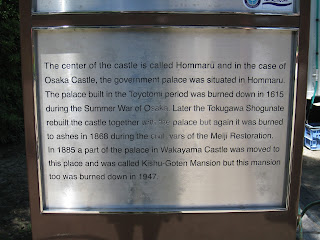 The center of the castle is called Hommaru and in the case of
Osaka Castle, the government palace was situated in Hommaru.
The palace built in the Toyotomi period was burned down in 1615
during the Summer War of Osaka. Later the Tokugawa Shogunate
rebuilt the castle together with the palace but again it was burned
to ashes in 1868 during the civil wars of the Meiji Restoration.
In 1885 a part of the palace in Wakayama Castle was moved to
this place and was called Kishu-Goten Mansion but this mansion
too was burned down in 1947.